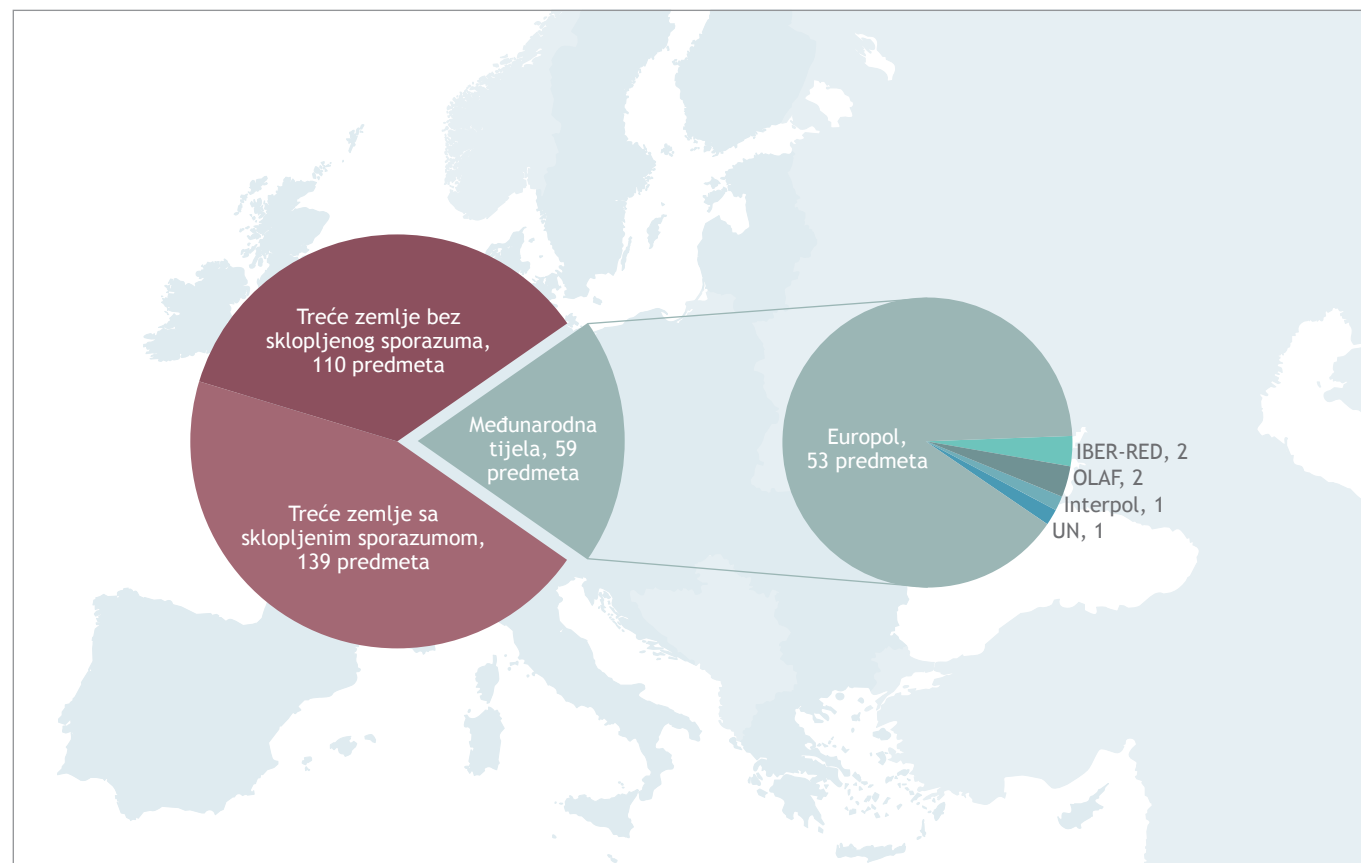 Treće zemlje bez
sklopljenog sporazuma,
110 predmeta
Međunarodna
tijela, 59
predmeta
Treće zemlje sa
sklopljenim sporazumom,
139 predmeta
Europol,
53 predmeta
IBER-RED, 2
OLAF, 2
Interpol, 1
UN, 1